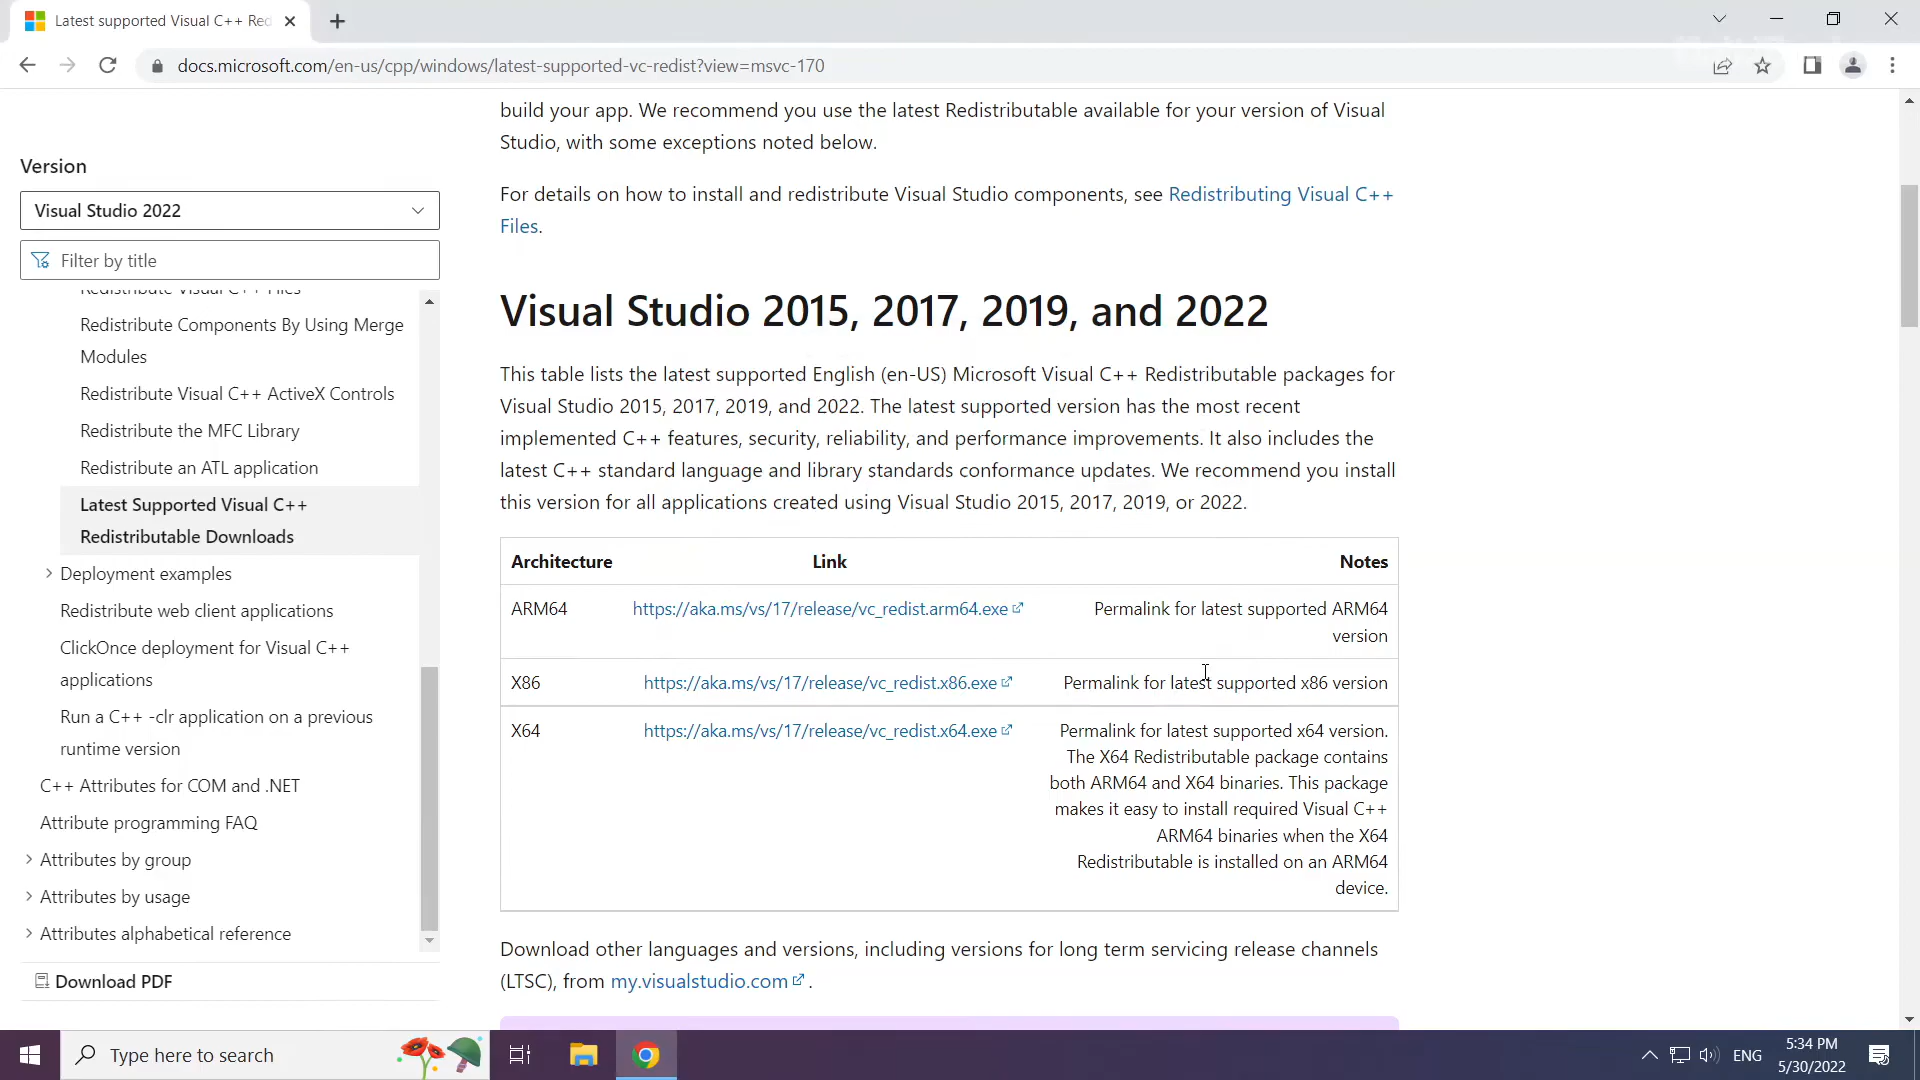 Latest supported Visual C++ Red
docs.microsoft.com/en-us/cpp/windows/latest-supported-vc-redist?view=msvc-170
Version
Visual Studio 2022
Filter by title
Redistribute Visual C++ Files
Redistribute Components By Using Merge
Modules
Redistribute Visual C++ ActiveX Controls
Redistribute the MFC Library
Redistribute an ATL application
Latest Supported Visual C++
Redistributable Downloads
Deployment examples
Redistribute web client applications
ClickOnce deployment for Visual C++
applications
Run a C++ -clr application on a previous
runtime version
C++ Attributes for COM and .NET
Attribute programming FAQ
Attributes by group
Attributes by usage
Attributes alphabetical reference
Download PDF
build your app. We recommend you use the latest Redistributable available for your version of Visual
Studio, with some exceptions noted below.
For details on how to install and redistribute Visual Studio components, see Redistributing Visual C++
Files.
Visual Studio 2015, 2017, 2019, and 2022
This table lists the latest supported English (en-US) Microsoft Visual C++ Redistributable packages for
Visual Studio 2015, 2017, 2019, and 2022. The latest supported version has the most recent
implemented C++ features, security, reliability, and performance improvements. It also includes the
latest C++ standard language and library standards conformance updates. We recommend you install
this version for all applications created using Visual Studio 2015, 2017, 2019, or 2022.
Architecture Link Notes
ARM64 https://aka.ms/vs/17/release/vc_redist.arm64.exe Permalink for latest supported ARM64
version
X86 https://aka.ms/vs/17/release/vc_redist.x86.exe Permalink for latest supported x86 version
X64 https://aka.ms/vs/17/release/vc_redist.x64.exe Permalink for latest supported x64 version.
The X64 Redistributable package contains
both ARM64 and X64 binaries. This package
makes it easy to install required Visual C++
ARM64 binaries when the X64
Redistributable is installed on an ARM64
device.
Download other languages and versions, including versions for long term servicing release channels
(LTSC), from my.visualstudio.com .
Type here to search
ENG
5:34 PM
5/30/2022